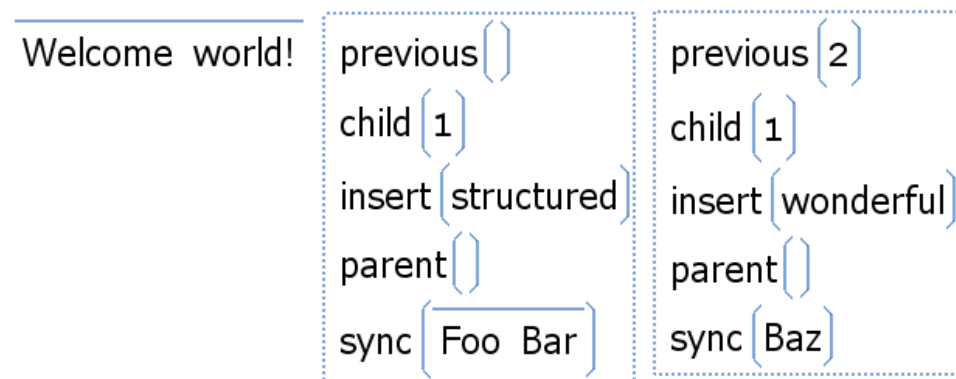 Welcome world!
previous()
child(1)
insert(structured)
parent()
sync(Foo Bar)
previous(2)
child(1)
insert(wonderful)
parent()
sync(Baz)